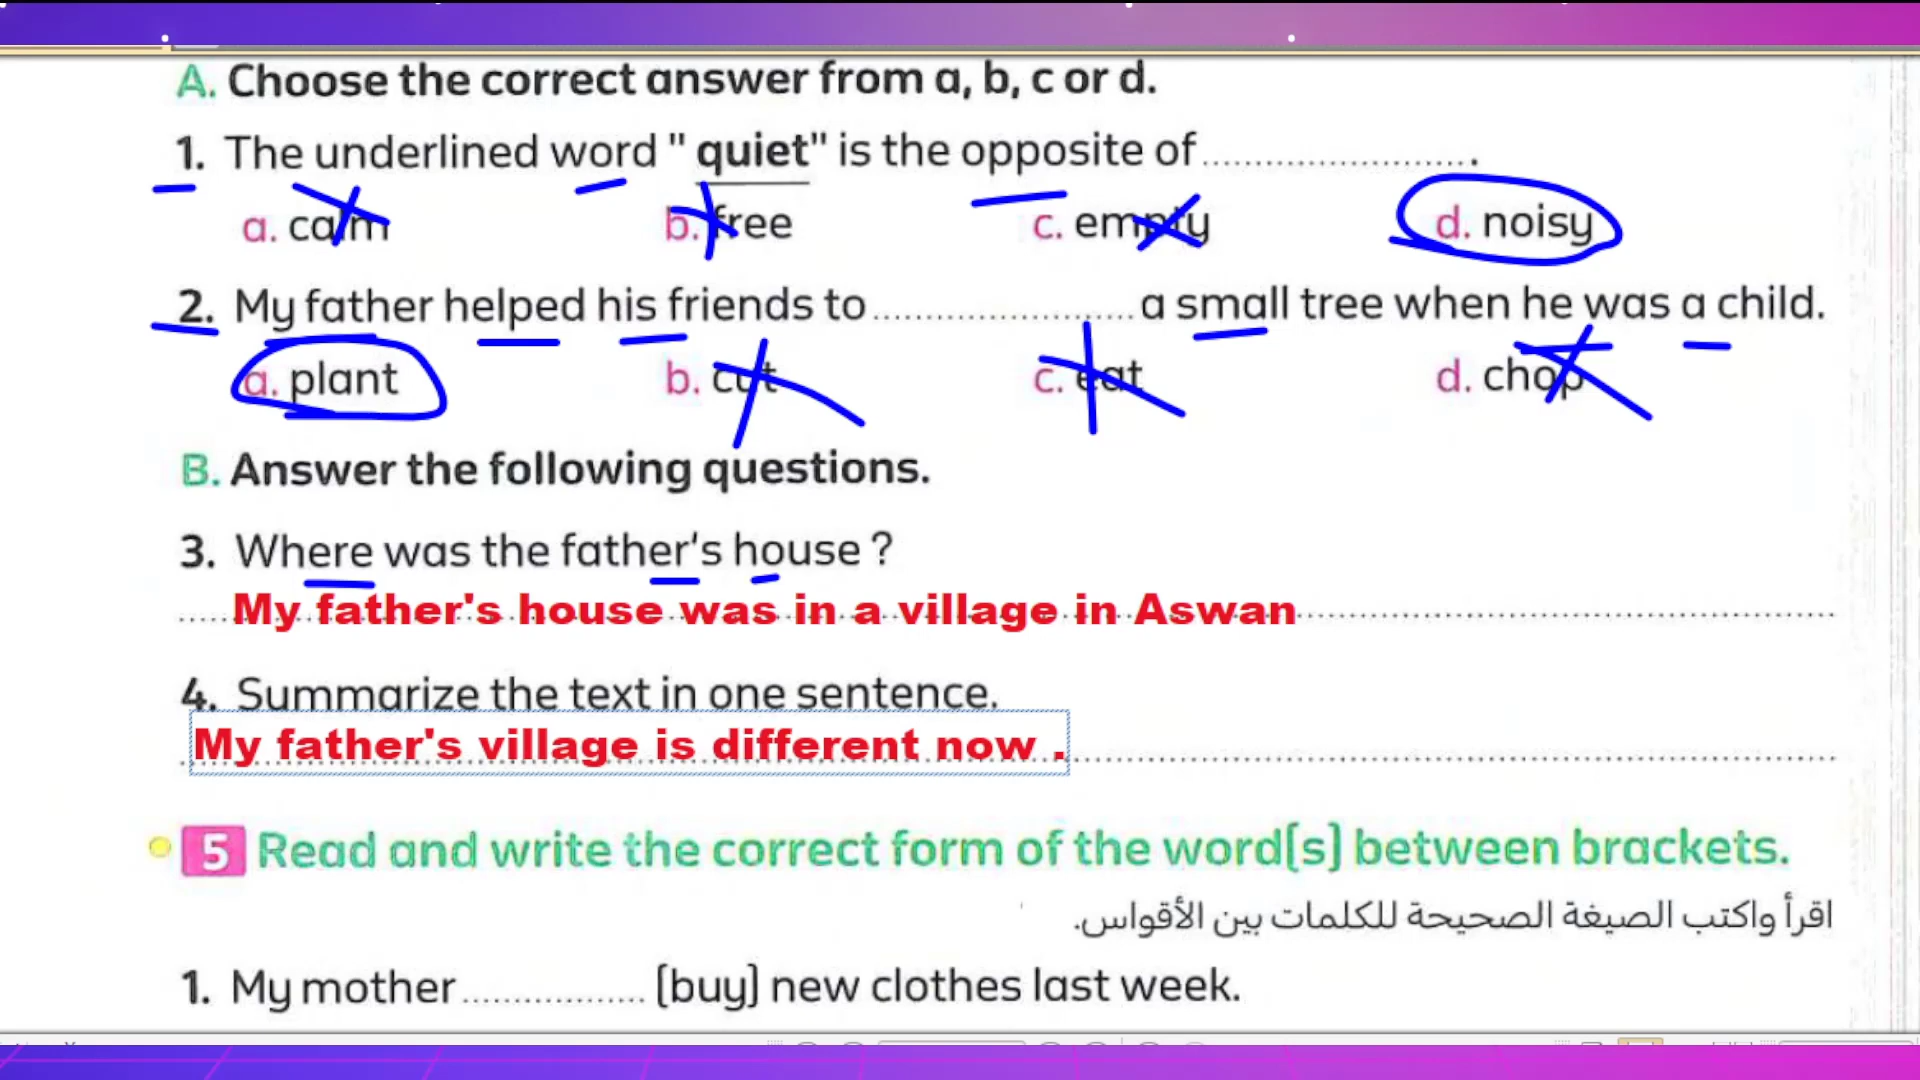 A. Choose the correct answer from a, b, c or d.
1. The underlined word " quiet" is the opposite of .......................... .
a. calm b. free c. empty d. noisy
2. My father helped his friends to .......................... a small tree when he was a child.
a. plant b. cut c. eat d. chop
B. Answer the following questions.
3. Where was the father's house ?
My father's house was in a village in Aswan
4. Summarize the text in one sentence.
My father's village is different now .
5 Read and write the correct form of the word(s) between brackets.
اقرأ واكتب الصيغة الصحيحة للكلمات بين الأقواس.
1. My mother .................. (buy) new clothes last week.